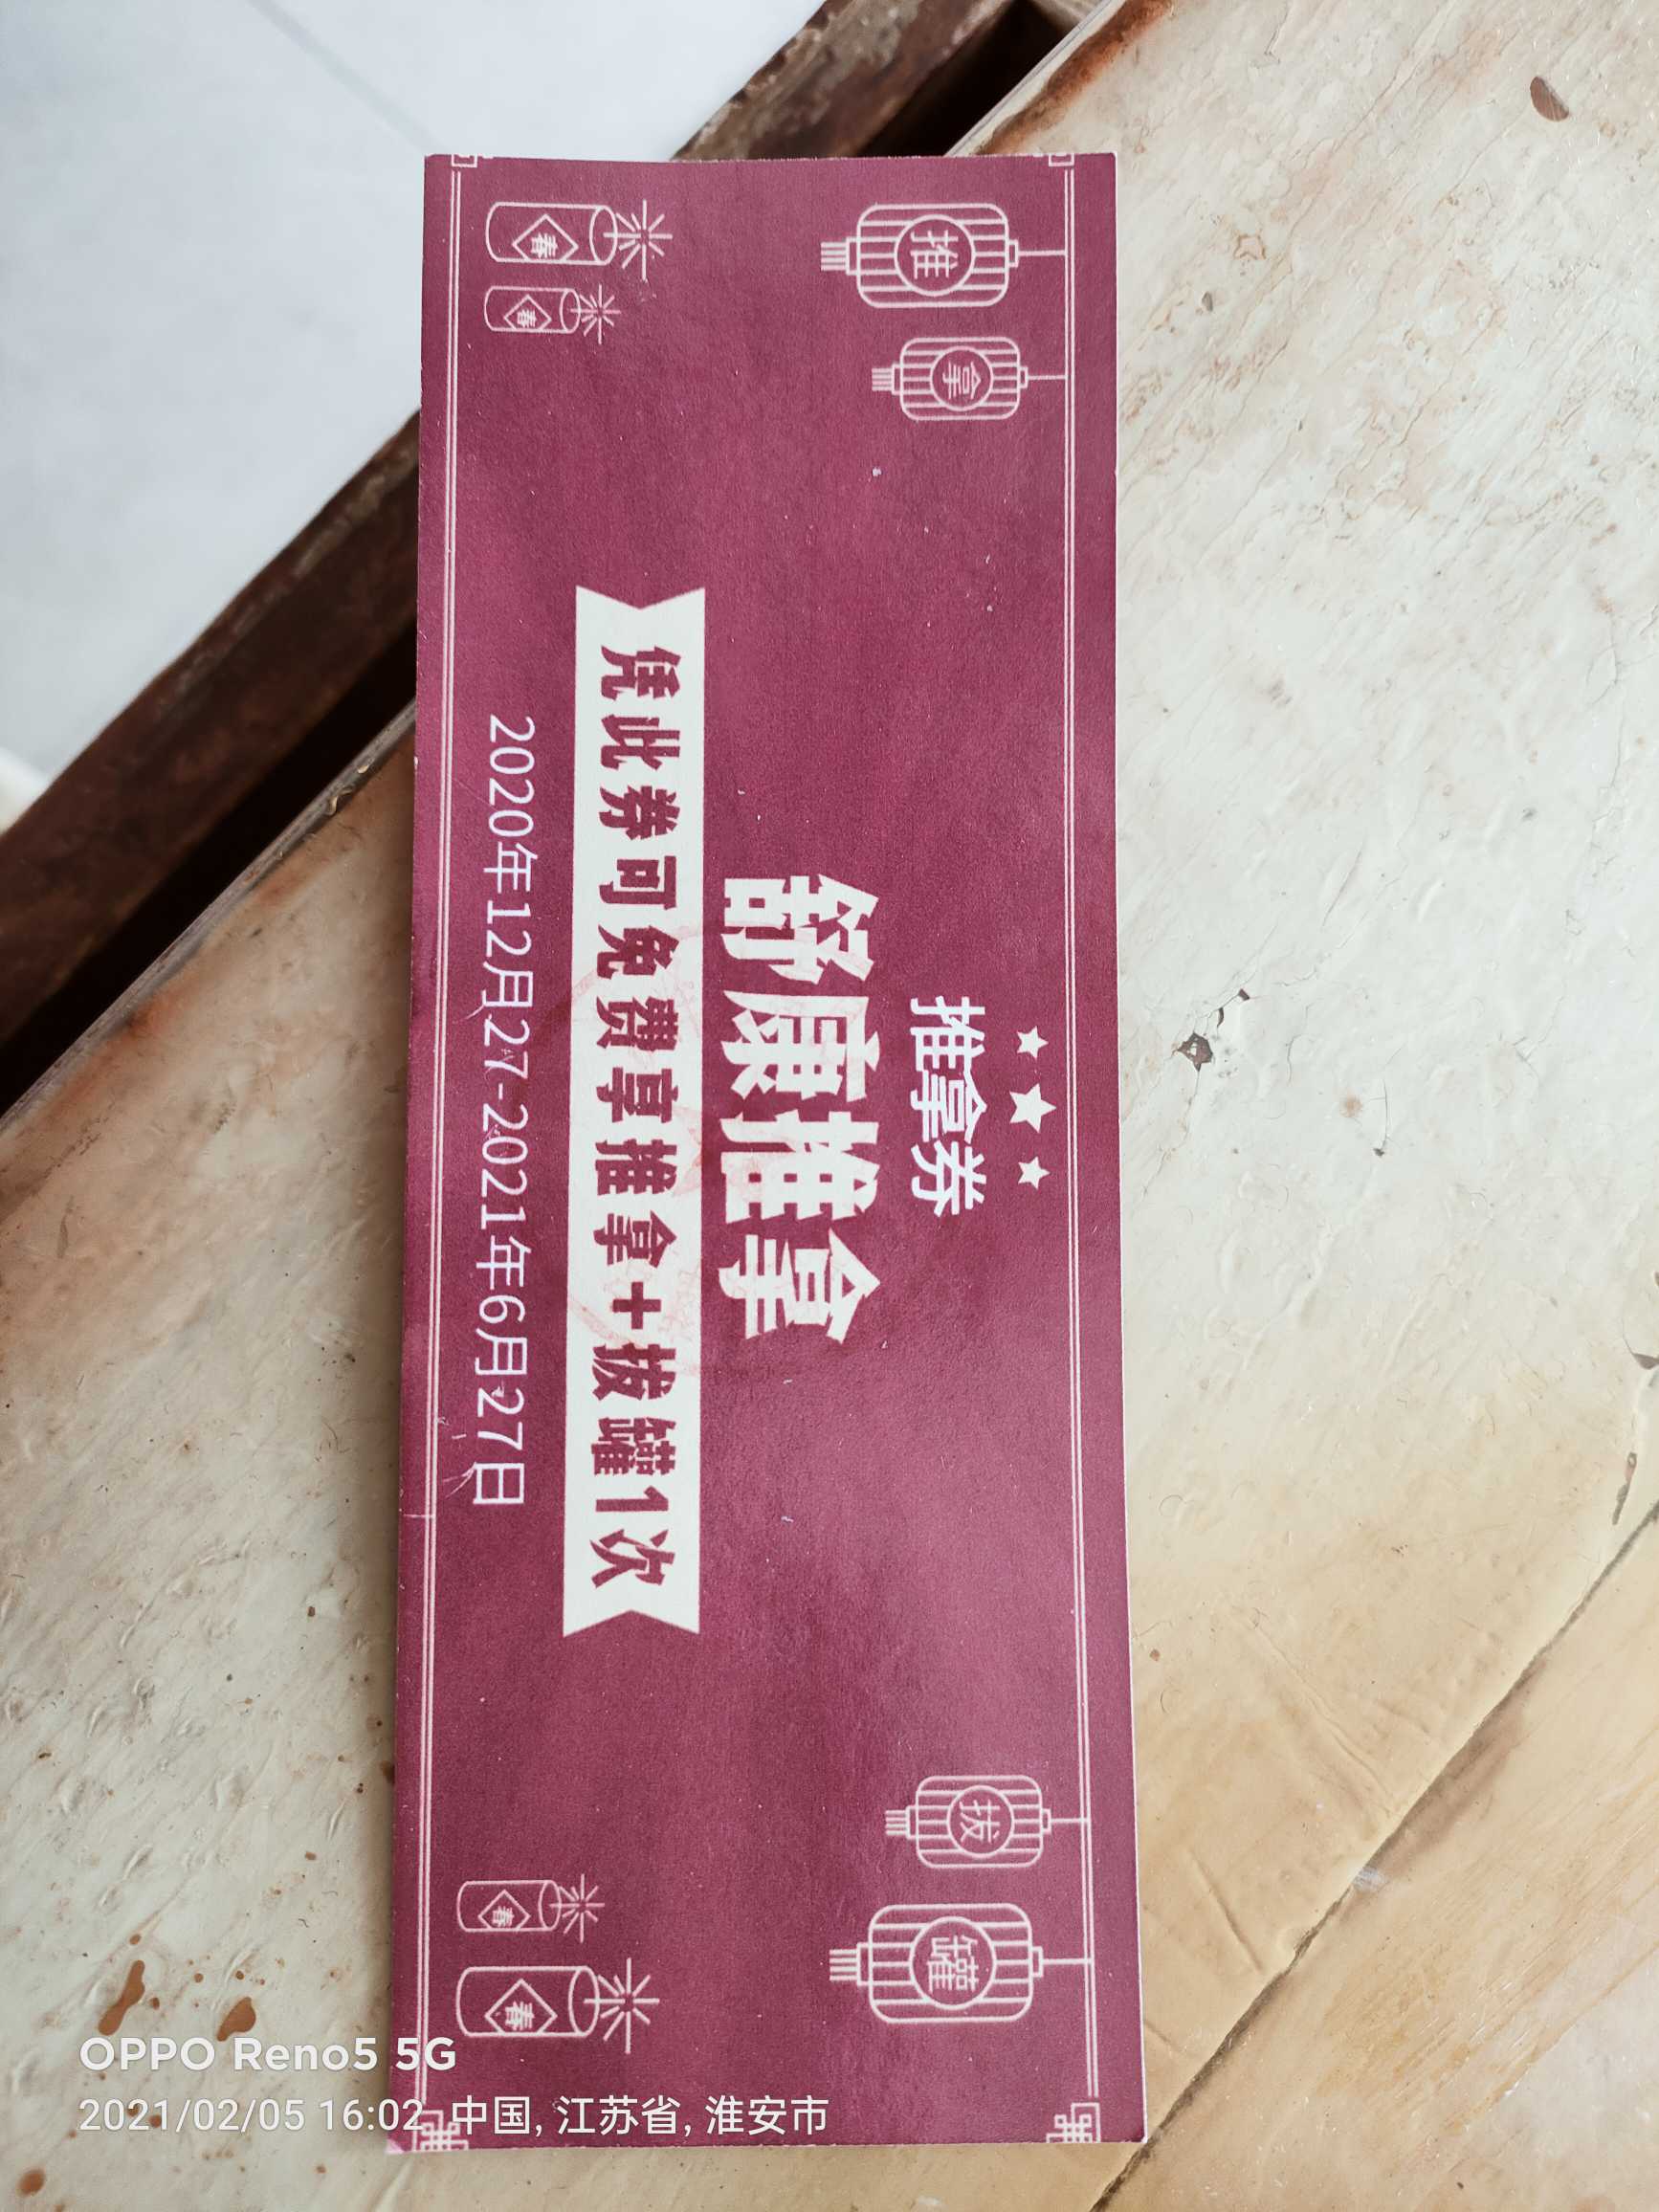 推拿券
舒康推拿
凭此券可免费享推拿+拔罐1次
2020年12月27-2021年6月27日
推
拿
拔
罐
春
春
春
春
OPPO Reno5 5G
2021/02/05 16:02 中国, 江苏省, 淮安市